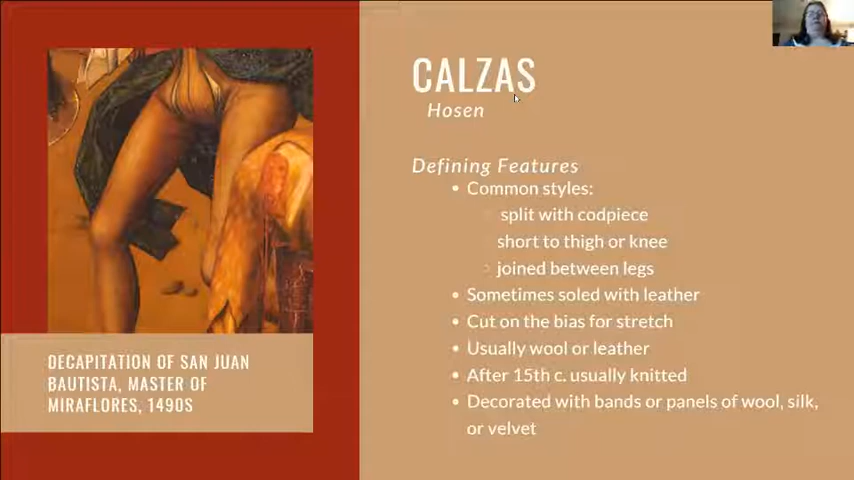 CALZAS
Hosen
Defining Features
• Common styles:
split with codpiece
short to thigh or knee
joined between legs
• Sometimes soled with leather
• Cut on the bias for stretch
• Usually wool or leather
• After 15th c. usually knitted
• Decorated with bands or panels of wool, silk,
or velvet
DECAPITATION OF SAN JUAN
BAUTISTA, MASTER OF
MIRAFLORES, 1490S